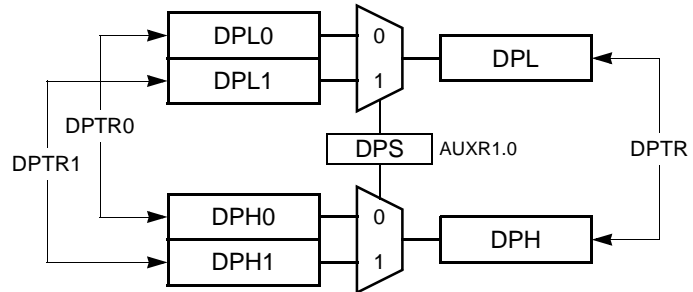 DPL0
0
DPL
DPL1
1
DPTR0
DPS
AUXR1.0
DPTR
DPTR1
DPH0
0
DPH
DPH1
1